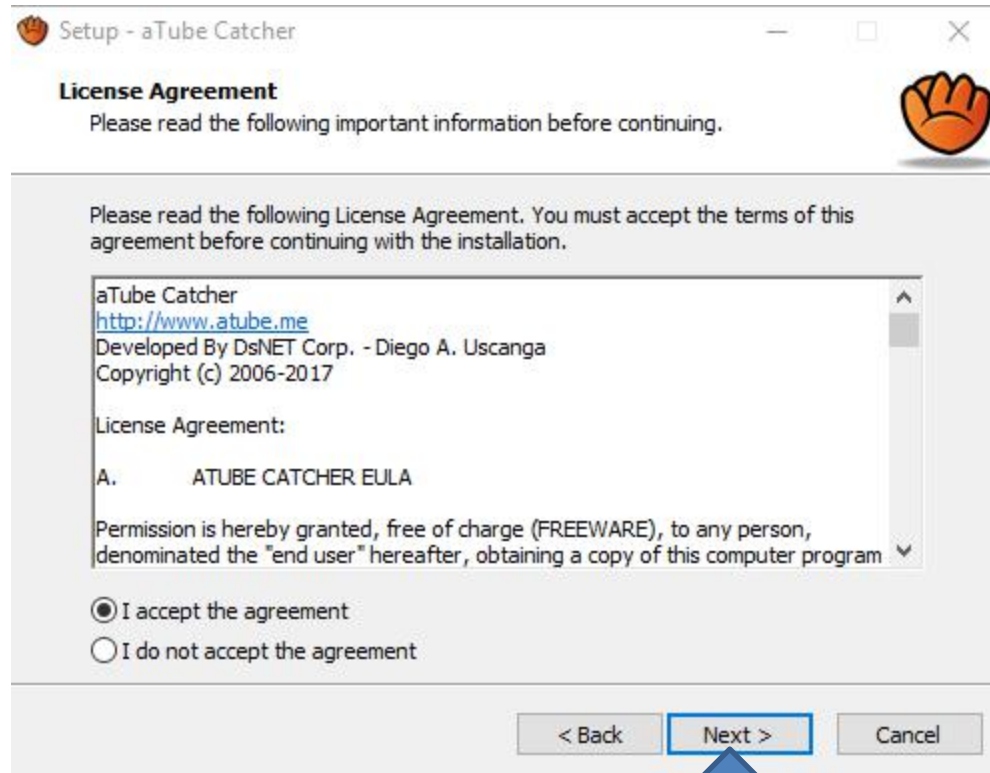 Setup - aTube Catcher
License Agreement
Please read the following important information before continuing.
Please read the following License Agreement. You must accept the terms of this
agreement before continuing with the installation.
aTube Catcher
http://www.atube.me
Developed By DsNET Corp. - Diego A. Uscanga
Copyright (c) 2006-2017
License Agreement:
A. ATUBE CATCHER EULA
Permission is hereby granted, free of charge (FREEWARE), to any person,
denominated the "end user" hereafter, obtaining a copy of this computer program
I accept the agreement
I do not accept the agreement
< Back Next > Cancel